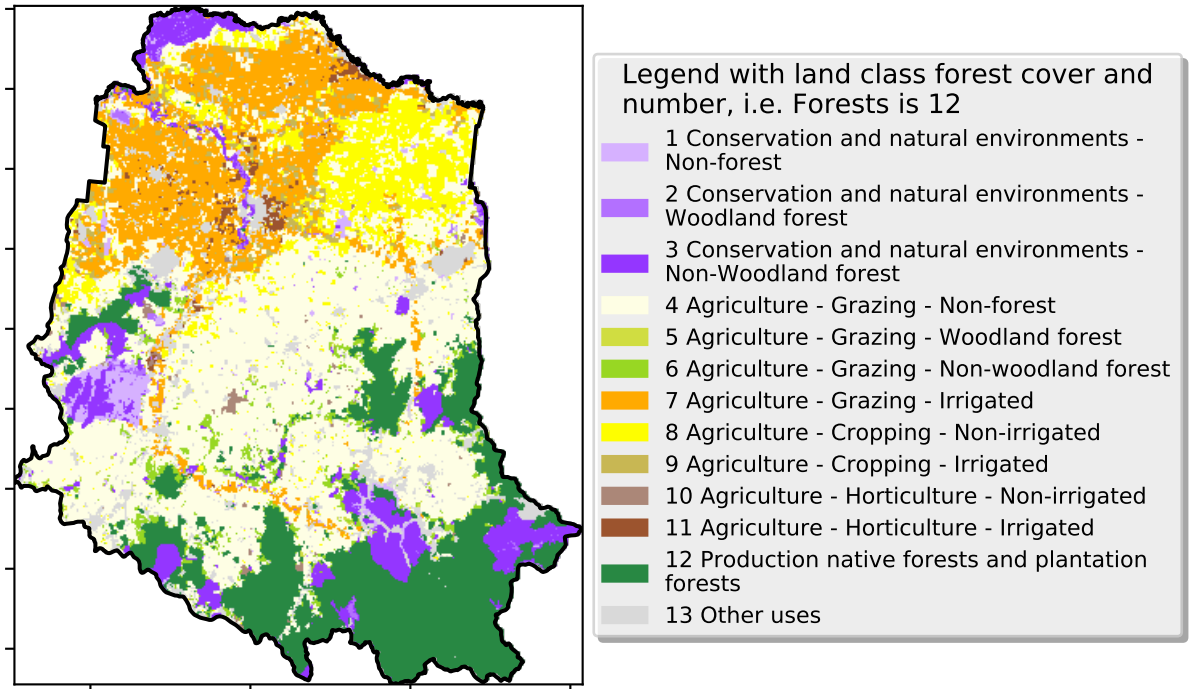 Legend with land class forest cover and
number, i.e. Forests is 12
1 Conservation and natural environments -
Non-forest
2 Conservation and natural environments -
Woodland forest
3 Conservation and natural environments -
Non-Woodland forest
4 Agriculture - Grazing - Non-forest
5 Agriculture - Grazing - Woodland forest
6 Agriculture - Grazing - Non-woodland forest
7 Agriculture - Grazing - Irrigated
8 Agriculture - Cropping - Non-irrigated
9 Agriculture - Cropping - Irrigated
10 Agriculture - Horticulture - Non-irrigated
11 Agriculture - Horticulture - Irrigated
12 Production native forests and plantation
forests
13 Other uses